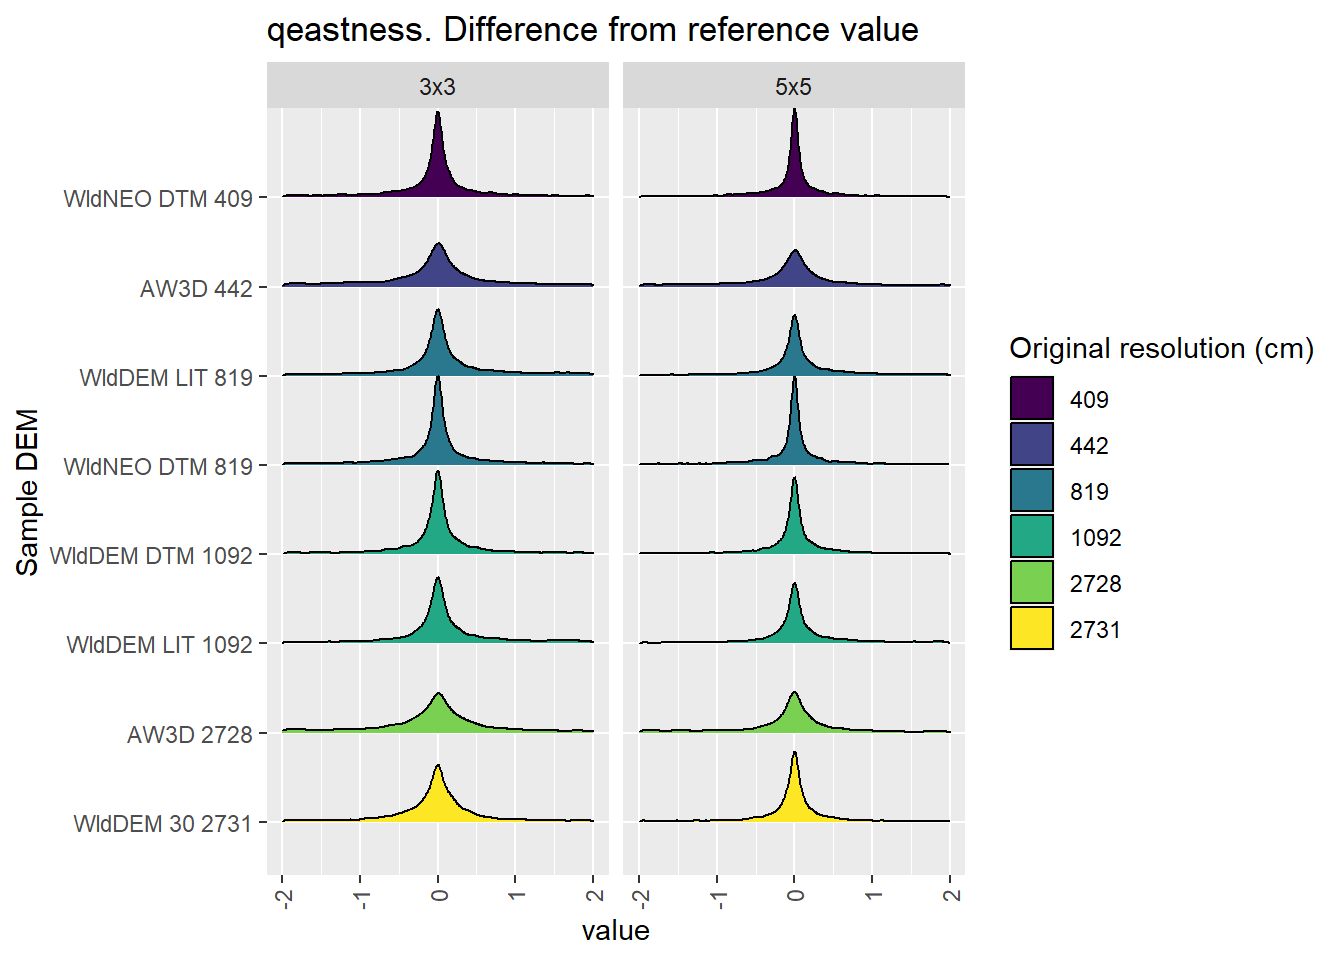 qeastness. Difference from reference value
3x3
5x5
Sample DEM
WldNEO DTM 409
AW3D 442
WldDEM LIT 819
WldNEO DTM 819
WldDEM DTM 1092
WldDEM LIT 1092
AW3D 2728
WldDEM 30 2731
-2
-1
0
1
2
-2
-1
0
1
2
value
Original resolution (cm)
409
442
819
1092
2728
2731